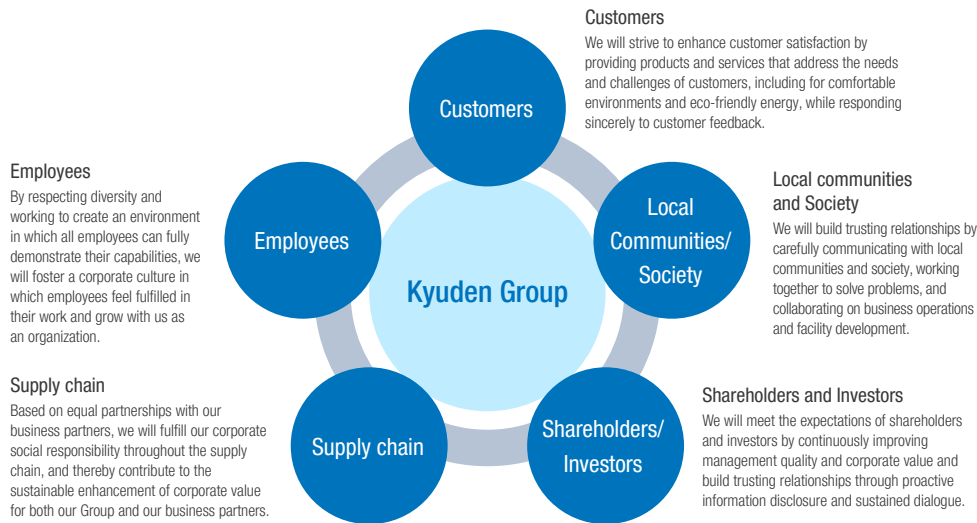 Customers
We will strive to enhance customer satisfaction by
providing products and services that address the needs
and challenges of customers, including for comfortable
environments and eco-friendly energy, while responding
sincerely to customer feedback.
Customers
Employees
By respecting diversity and
working to create an environment
in which all employees can fully
demonstrate their capabilities, we
will foster a corporate culture in
which employees feel fulfilled in
their work and grow with us as
an organization.
Employees
Local
Communities/
Society
Local communities
and Society
We will build trusting relationships by
carefully communicating with local
communities and society, working
together to solve problems, and
collaborating on business operations
and facility development.
Kyuden Group
Supply chain
Based on equal partnerships with our
business partners, we will fulfill our corporate
social responsibility throughout the supply
chain, and thereby contribute to the
sustainable enhancement of corporate value
for both our Group and our business partners.
Supply chain
Shareholders/
Investors
Shareholders and Investors
We will meet the expectations of shareholders
and investors by continuously improving
management quality and corporate value and
build trusting relationships through proactive
information disclosure and sustained dialogue.